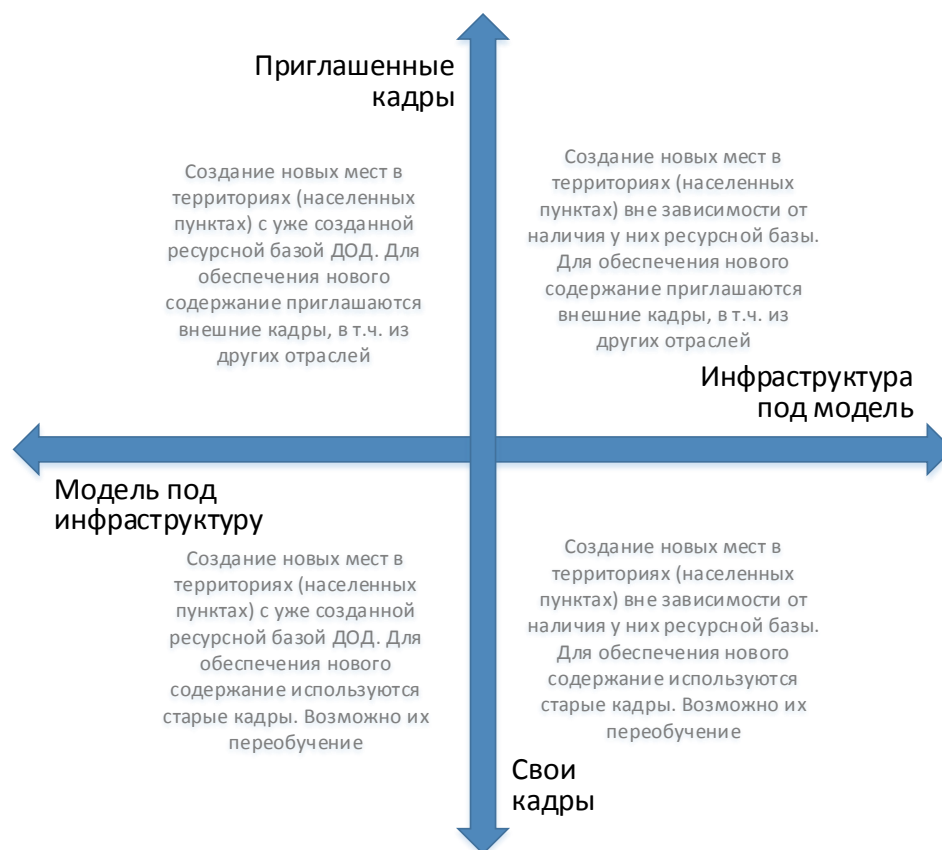 Приглашенные
кадры
Создание новых мест в
территориях (населенных
пунктах) с уже созданной
ресурсной базой ДОД. Для
обеспечения нового
содержание приглашаются
внешние кадры, в т.ч. из
других отраслей
Создание новых мест в
территориях (населенных
пунктах) вне зависимости от
наличия у них ресурсной базы.
Для обеспечения нового
содержание приглашаются
внешние кадры, в т.ч. из
других отраслей
Инфраструктура
под модель
Модель под
инфраструктуру
Создание новых мест в
территориях (населенных
пунктах) с уже созданной
ресурсной базой ДОД. Для
обеспечения нового
содержание используются
старые кадры. Возможно их
переобучение
Создание новых мест в
территориях (населенных
пунктах) вне зависимости от
наличия у них ресурсной базы.
Для обеспечения нового
содержание используются
старые кадры. Возможно их
переобучение
Свои
кадры